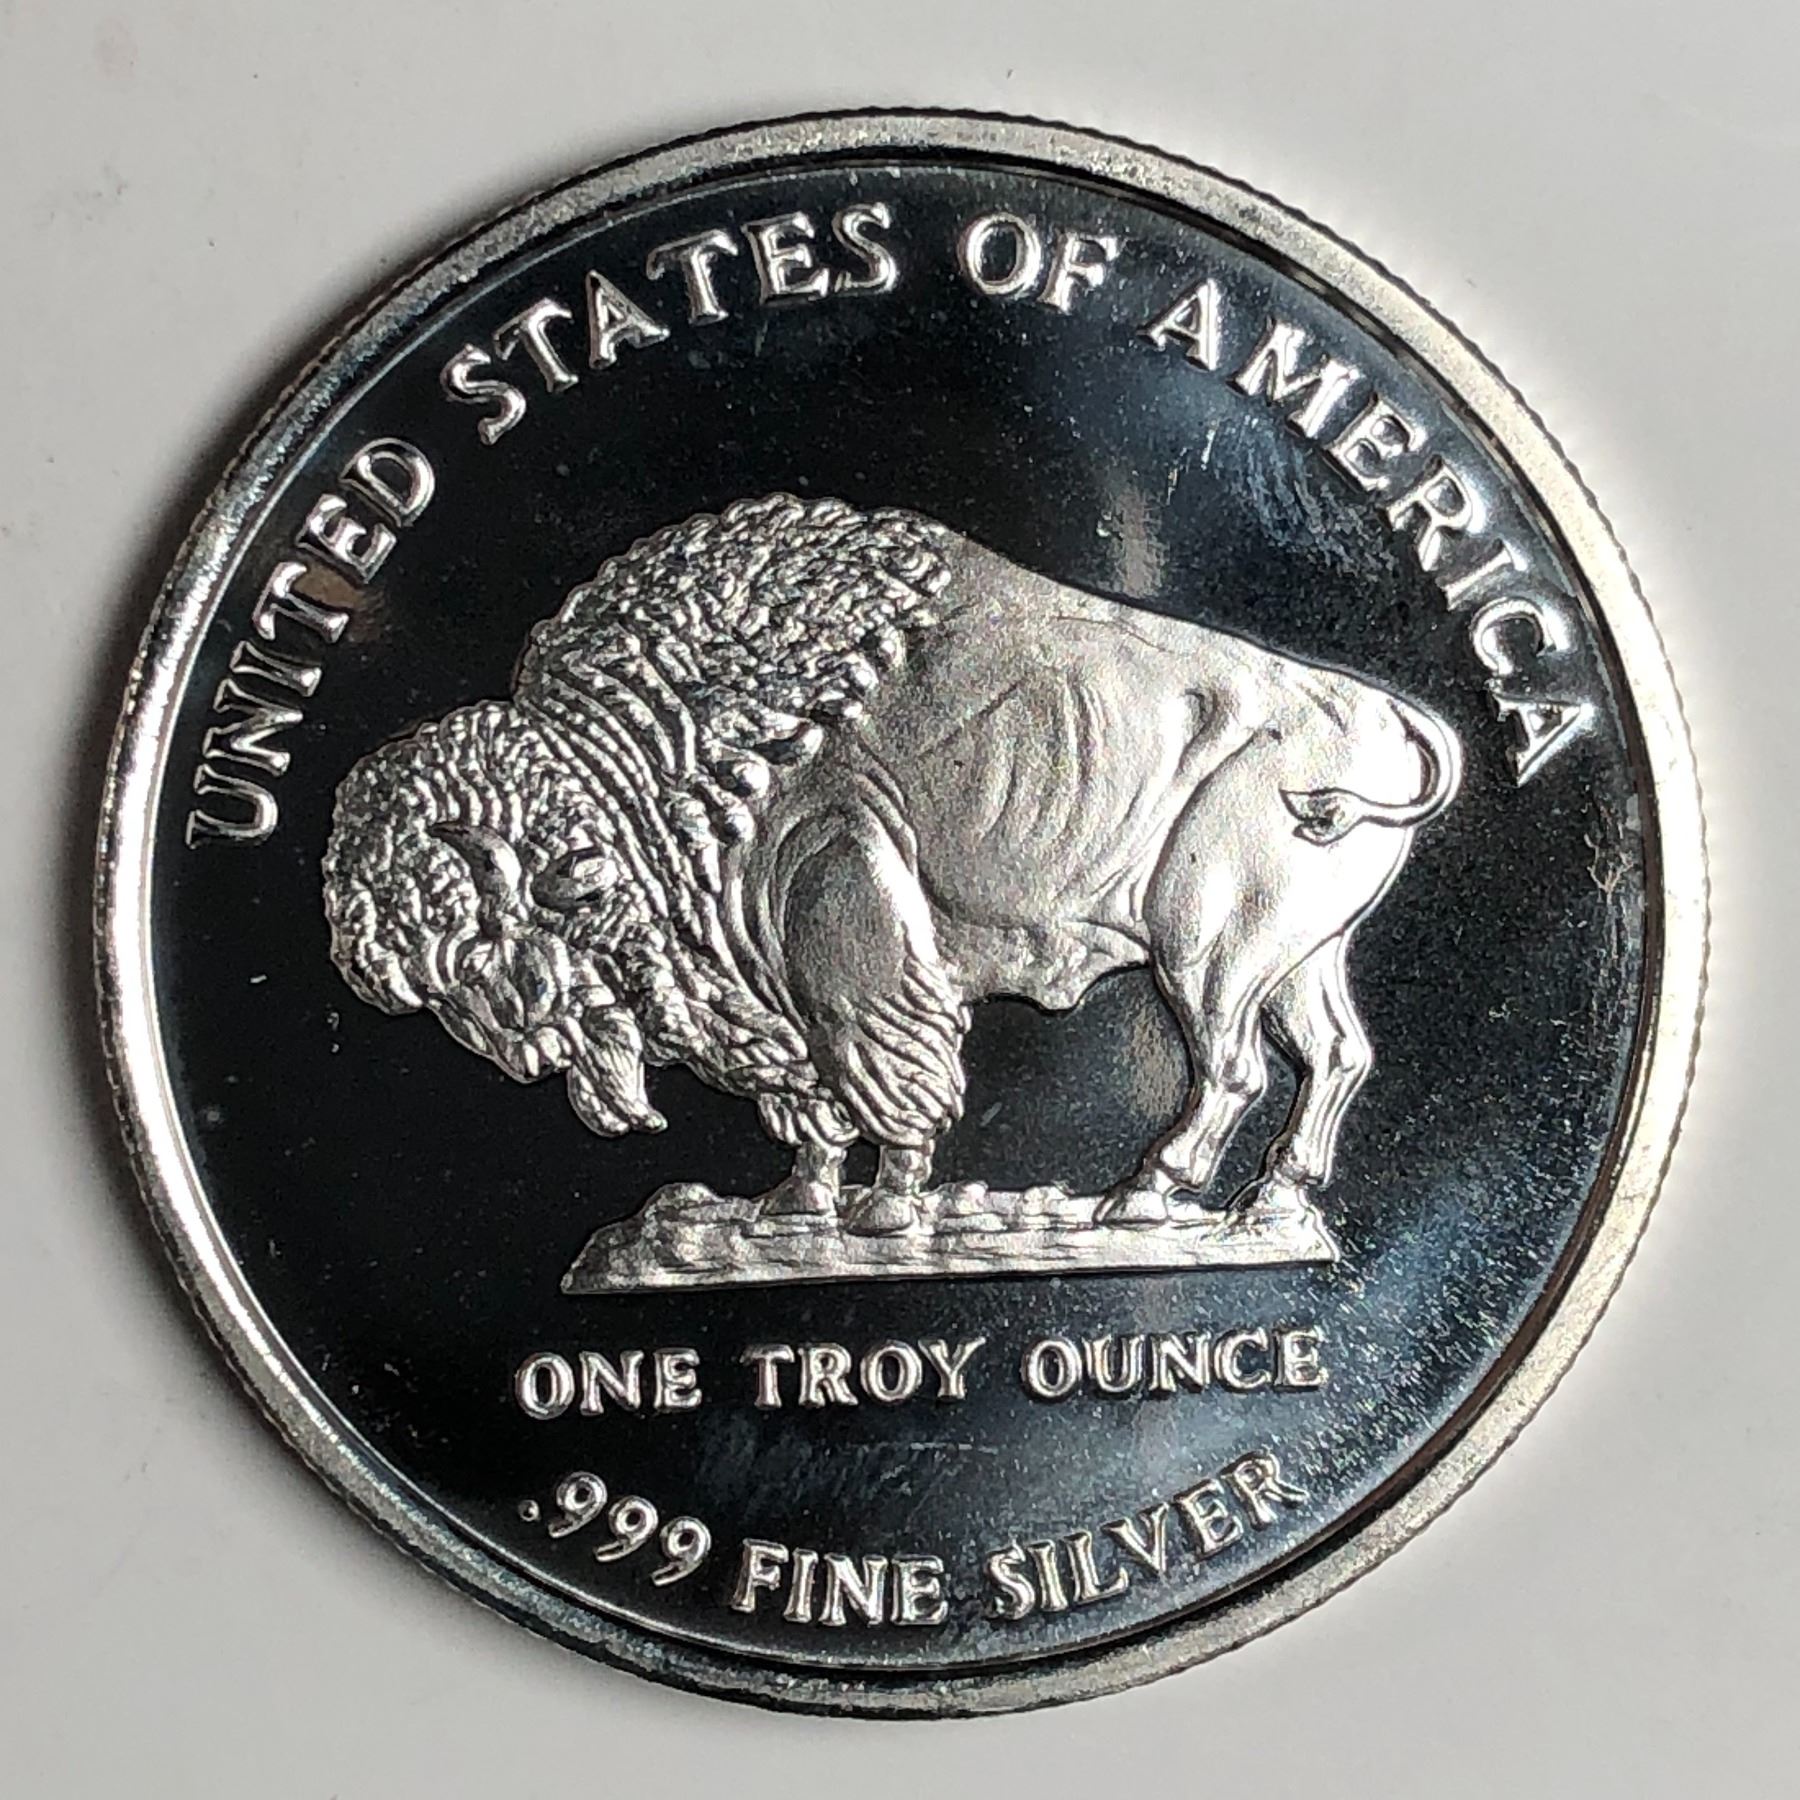 UNITED STATES OF AMERICA
ONE TROY OUNCE
.999 FINE SILVER